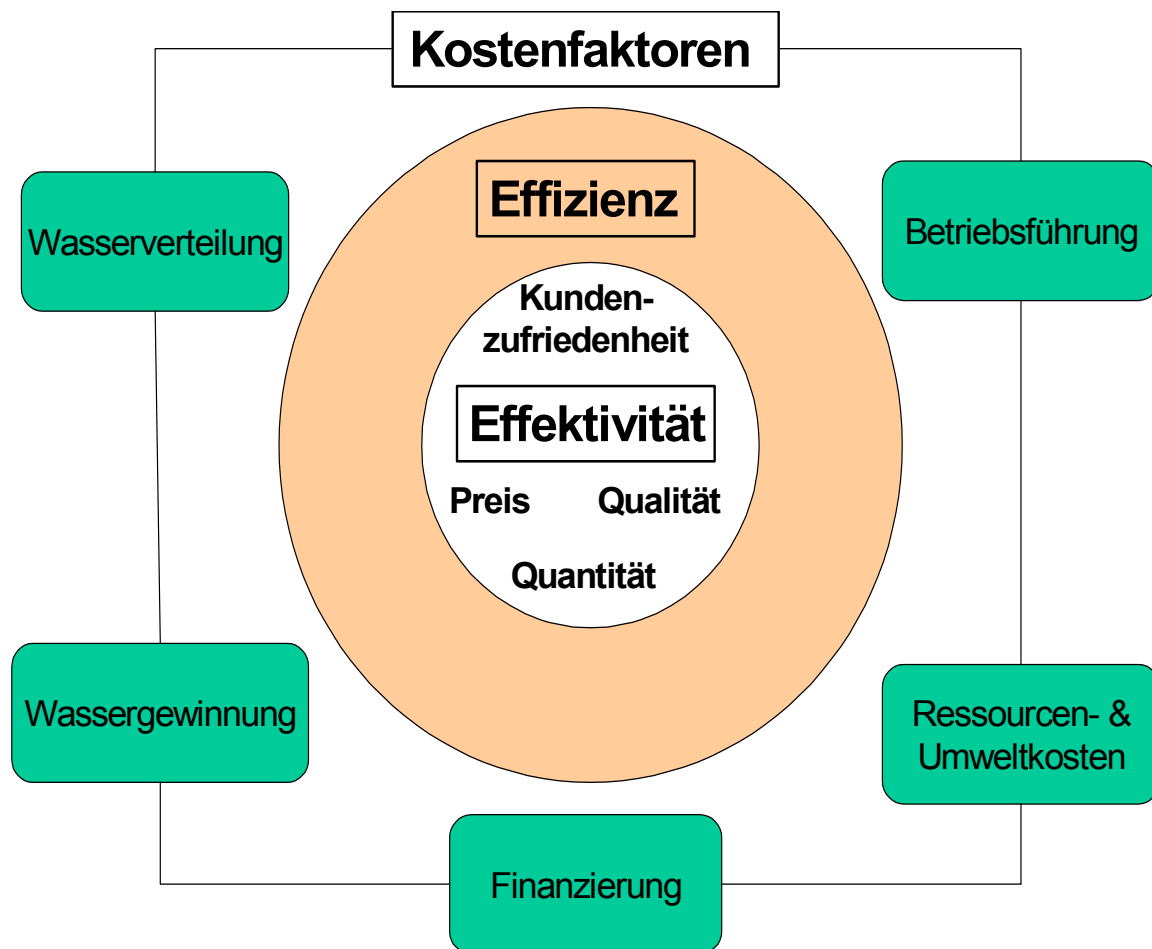 Kostenfaktoren
Effizienz
Wasserverteilung
Betriebsführung
Kunden-
zufriedenheit
Effektivität
Preis Qualität
Quantität
Wassergewinnung
Ressourcen- &
Umweltkosten
Finanzierung